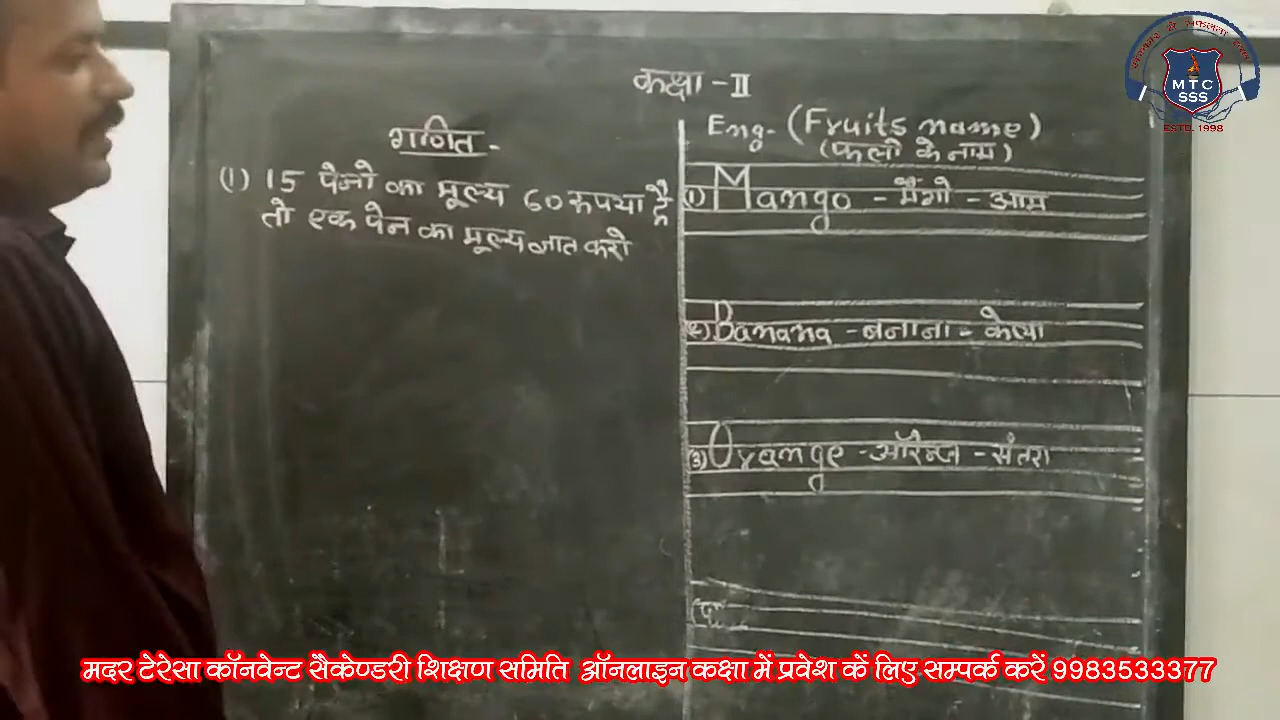 कक्षा - II
गणित -
(1) 15 पेनो का मूल्य 60 रूपया है
तो एक पेन का मूल्य ज्ञात करो
Eng- (Fruits name)
(फलो के नाम)
(1) Mango - मैंगो - आम
(2) Banana - बनाना - केला
(3) Orange - ऑरेन्ज - संतरा
MTC
SSS
ESTD. 1998
मदर टेरेसा कॉनवेन्ट सैकेण्डरी शिक्षण समिति ऑनलाइन कक्षा में प्रवेश कें लिए सम्पर्क करें 9983533377